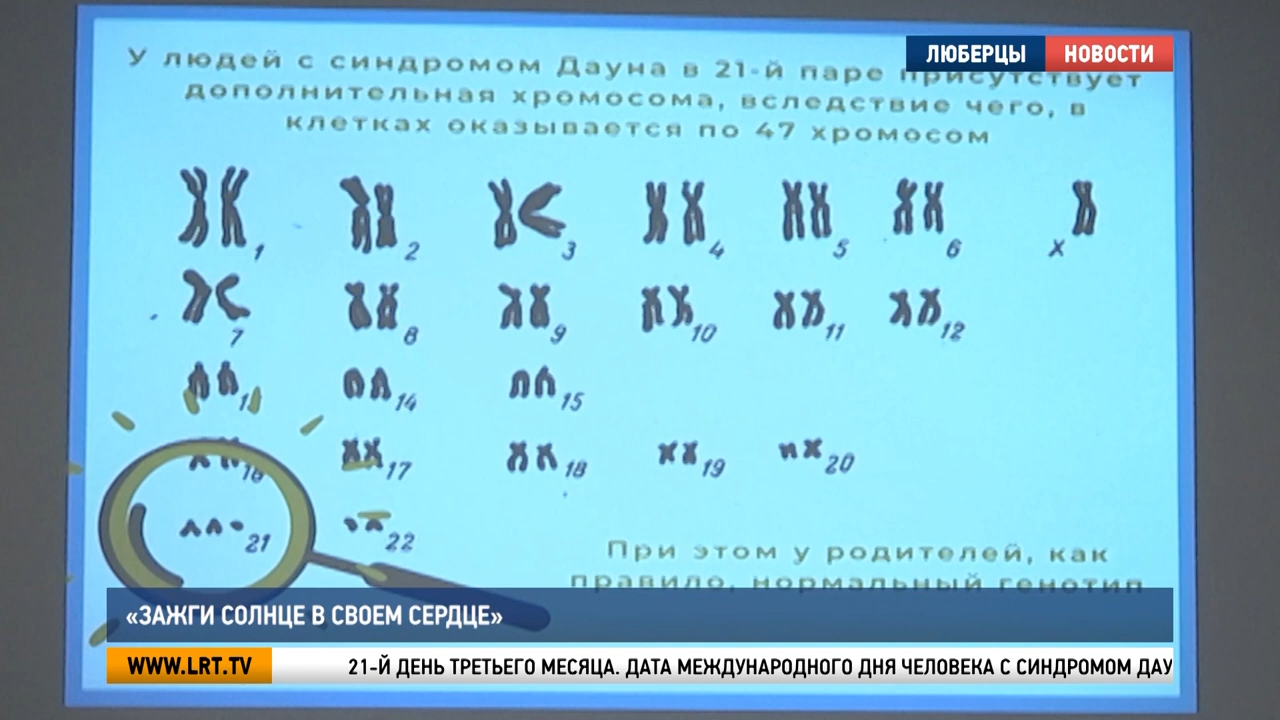 ЛЮБЕРЦЫ НОВОСТИ
У людей с синдромом Дауна в 21-й паре присутствует
дополнительная хромосома, вследствие чего, в
клетках оказывается по 47 хромосом
1 2 3 4 5 6 X
7 8 9 10 11 12
14 15
16 17 18 19 20
21 22
При этом у родителей, как
правило, нормальный генотип
«ЗАЖГИ СОЛНЦЕ В СВОЕМ СЕРДЦЕ»
WWW.LRT.TV 21-Й ДЕНЬ ТРЕТЬЕГО МЕСЯЦА. ДАТА МЕЖДУНАРОДНОГО ДНЯ ЧЕЛОВЕКА С СИНДРОМОМ ДАУ